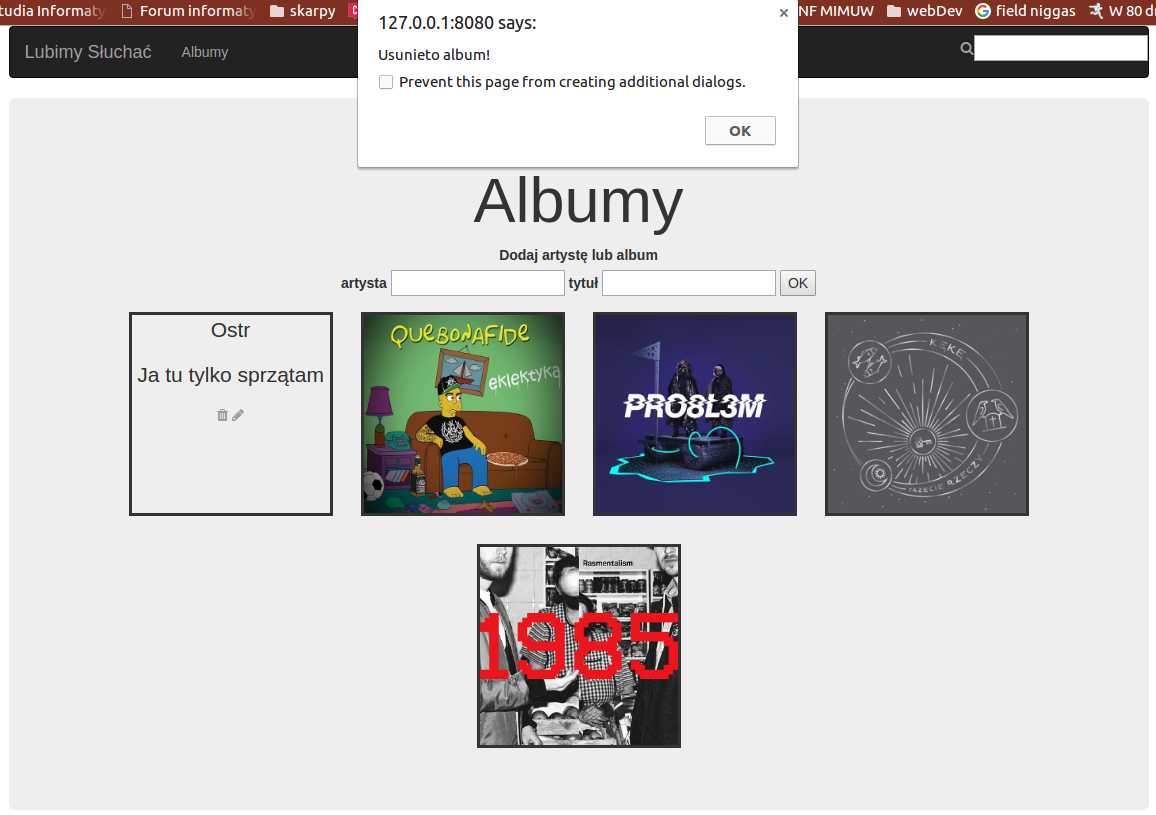 tudia Informaty
Forum informaty
skarpy
NF MIMUW
webDev
field niggas
W 80 dn
127.0.0.1:8080 says:
Usunieto album!
Prevent this page from creating additional dialogs.
OK
Lubimy Słuchać
Albumy
Albumy
Dodaj artystę lub album
artysta
tytuł
OK
Ostr
Ja tu tylko sprzątam
QUEBONAFIDE
eklektyka
PRO8L3M
KĘKĘ
TRZECIE RZECZY
Rasmentalism
1985